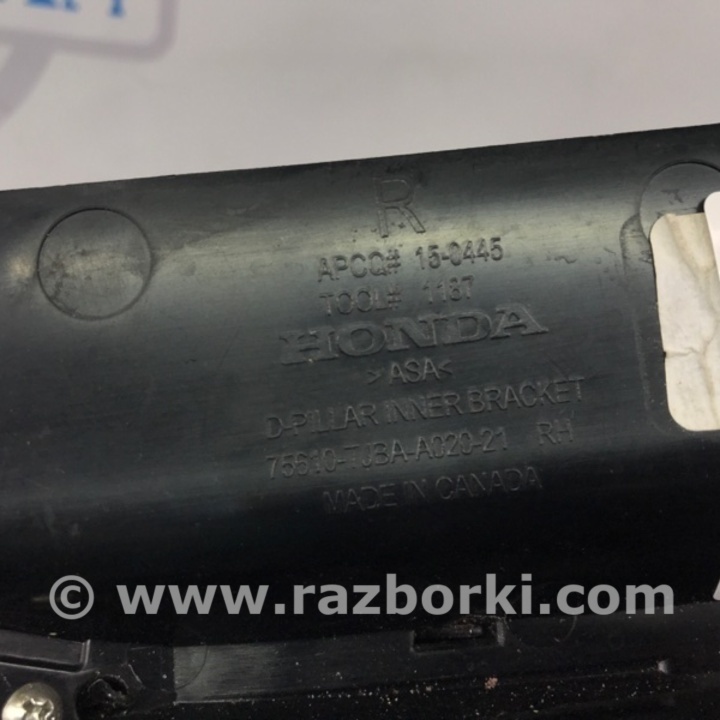 R
APCQ# 15-0445
TOOL# 1187
HONDA
>ASA<
D-PILLAR INNER BRACKET
75610-TJBA-A020-21 RH
MADE IN CANADA
© www.razborki.com